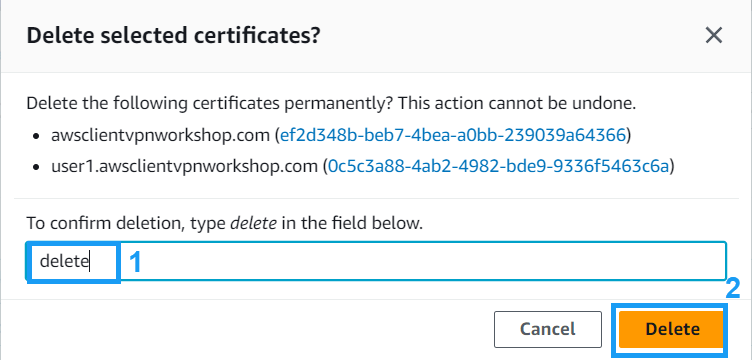 Delete selected certificates?
Delete the following certificates permanently? This action cannot be undone.
• awsclientvpnworkshop.com (ef2d348b-beb7-4bea-a0bb-239039a64366)
• user1.awsclientvpnworkshop.com (0c5c3a88-4ab2-4982-bde9-9336f5463c6a)
To confirm deletion, type delete in the field below.
delete 1
2
Cancel Delete